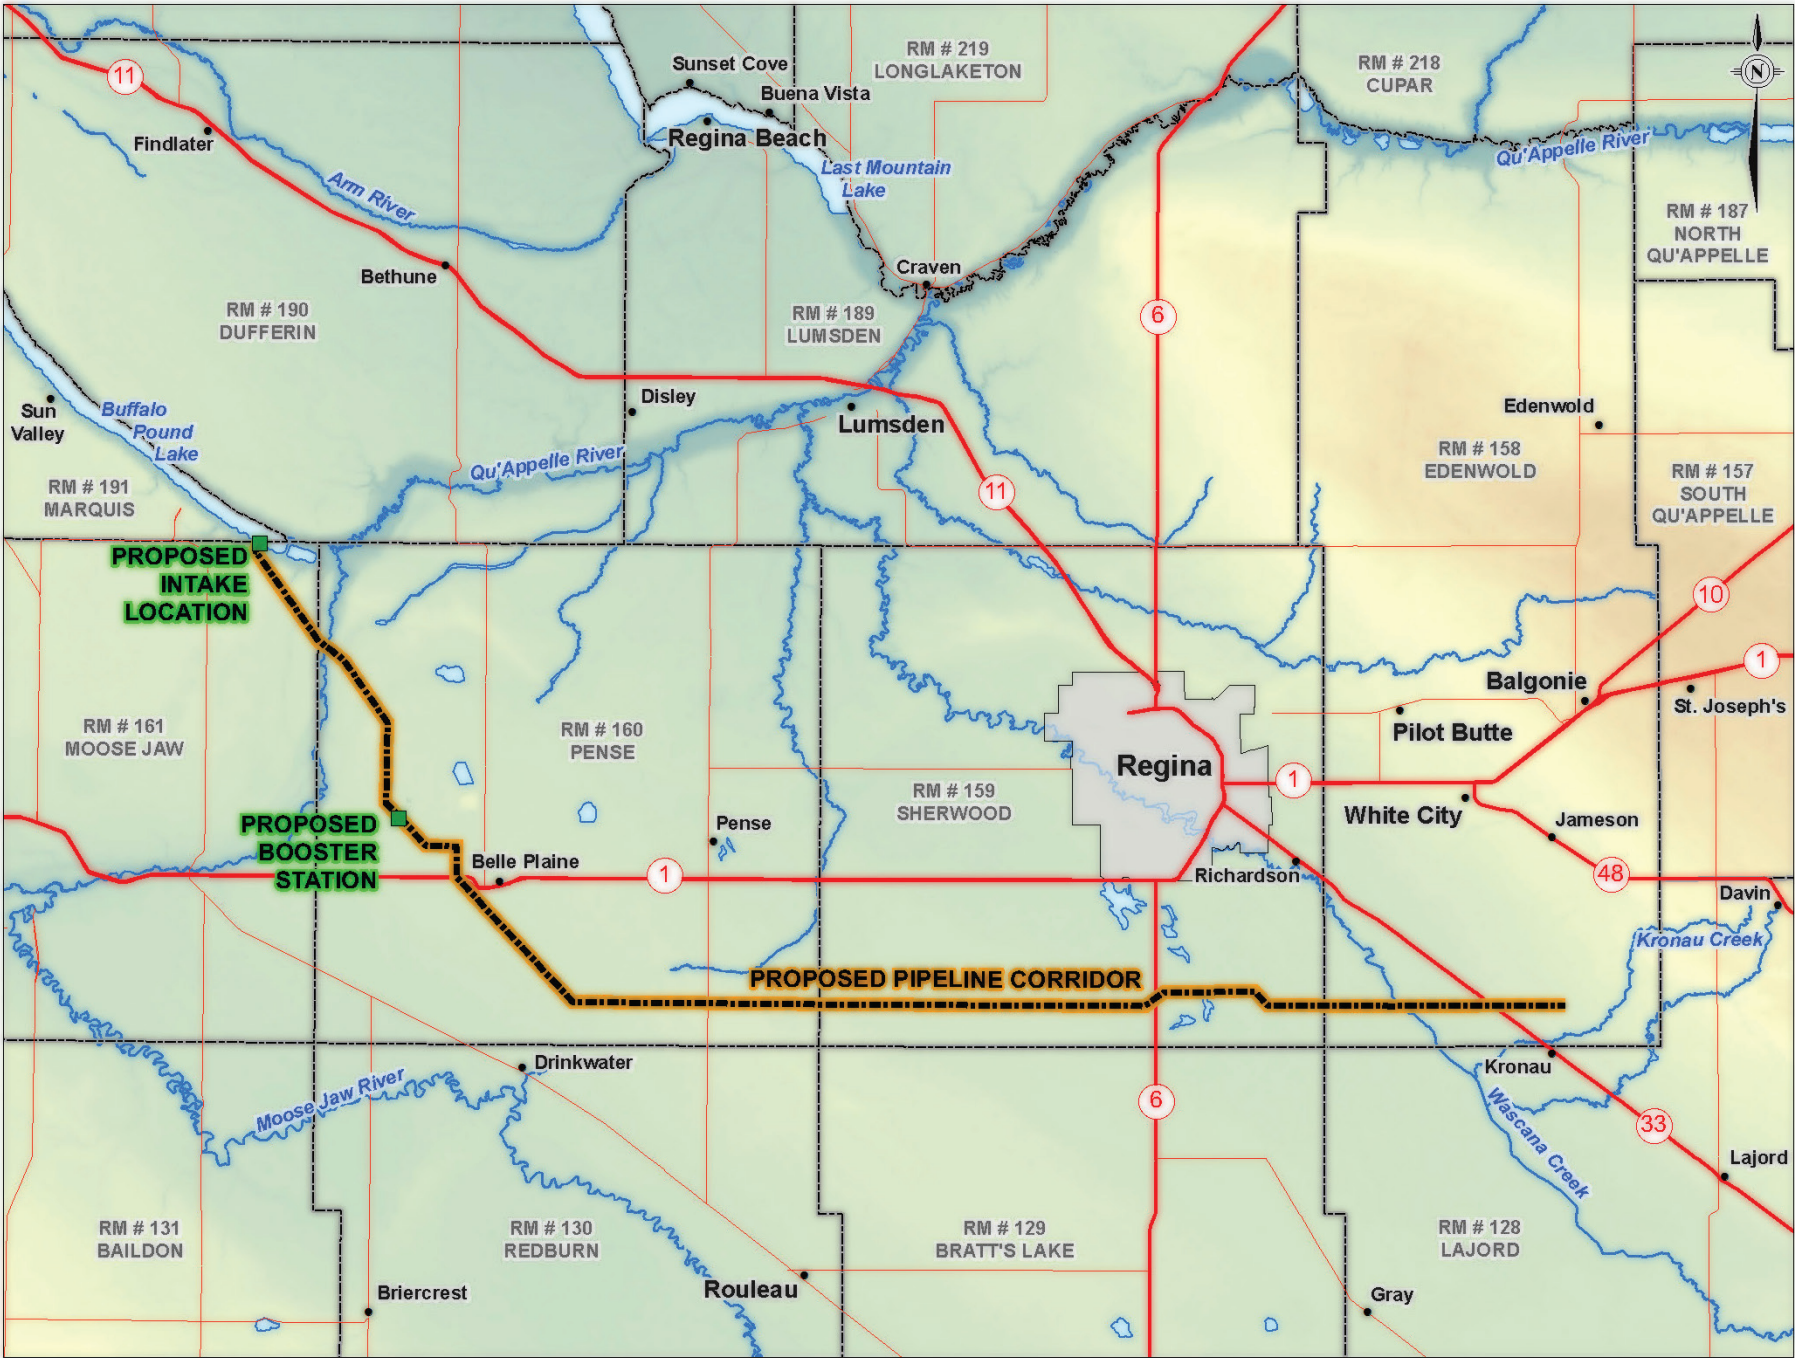 RM # 219
LONGLAKETON
RM # 218
CUPAR
N
Sunset Cove
Buena Vista
Regina Beach
11
Findlater
Last Mountain
Lake
Qu'Appelle River
Arm River
RM # 187
NORTH
QU'APPELLE
Bethune
Craven
RM # 190
DUFFERIN
RM # 189
LUMSDEN
6
Sun
Valley
Buffalo
Pound
Lake
Disley
Lumsden
Edenwold
RM # 158
EDENWOLD
Qu'Appelle River
RM # 191
MARQUIS
11
RM # 157
SOUTH
QU'APPELLE
PROPOSED
INTAKE
LOCATION
10
1
Balgonie
St. Joseph's
RM # 161
MOOSE JAW
RM # 160
PENSE
Pilot Butte
Regina
1
RM # 159
SHERWOOD
White City
Jameson
PROPOSED
BOOSTER
STATION
Pense
Belle Plaine
1
Richardson
48
Davin
Kronau Creek
PROPOSED PIPELINE CORRIDOR
Drinkwater
Kronau
Moose Jaw River
6
Wascana Creek
33
Lajord
RM # 131
BAILDON
RM # 130
REDBURN
RM # 129
BRATT'S LAKE
RM # 128
LAJORD
Briercrest
Rouleau
Gray